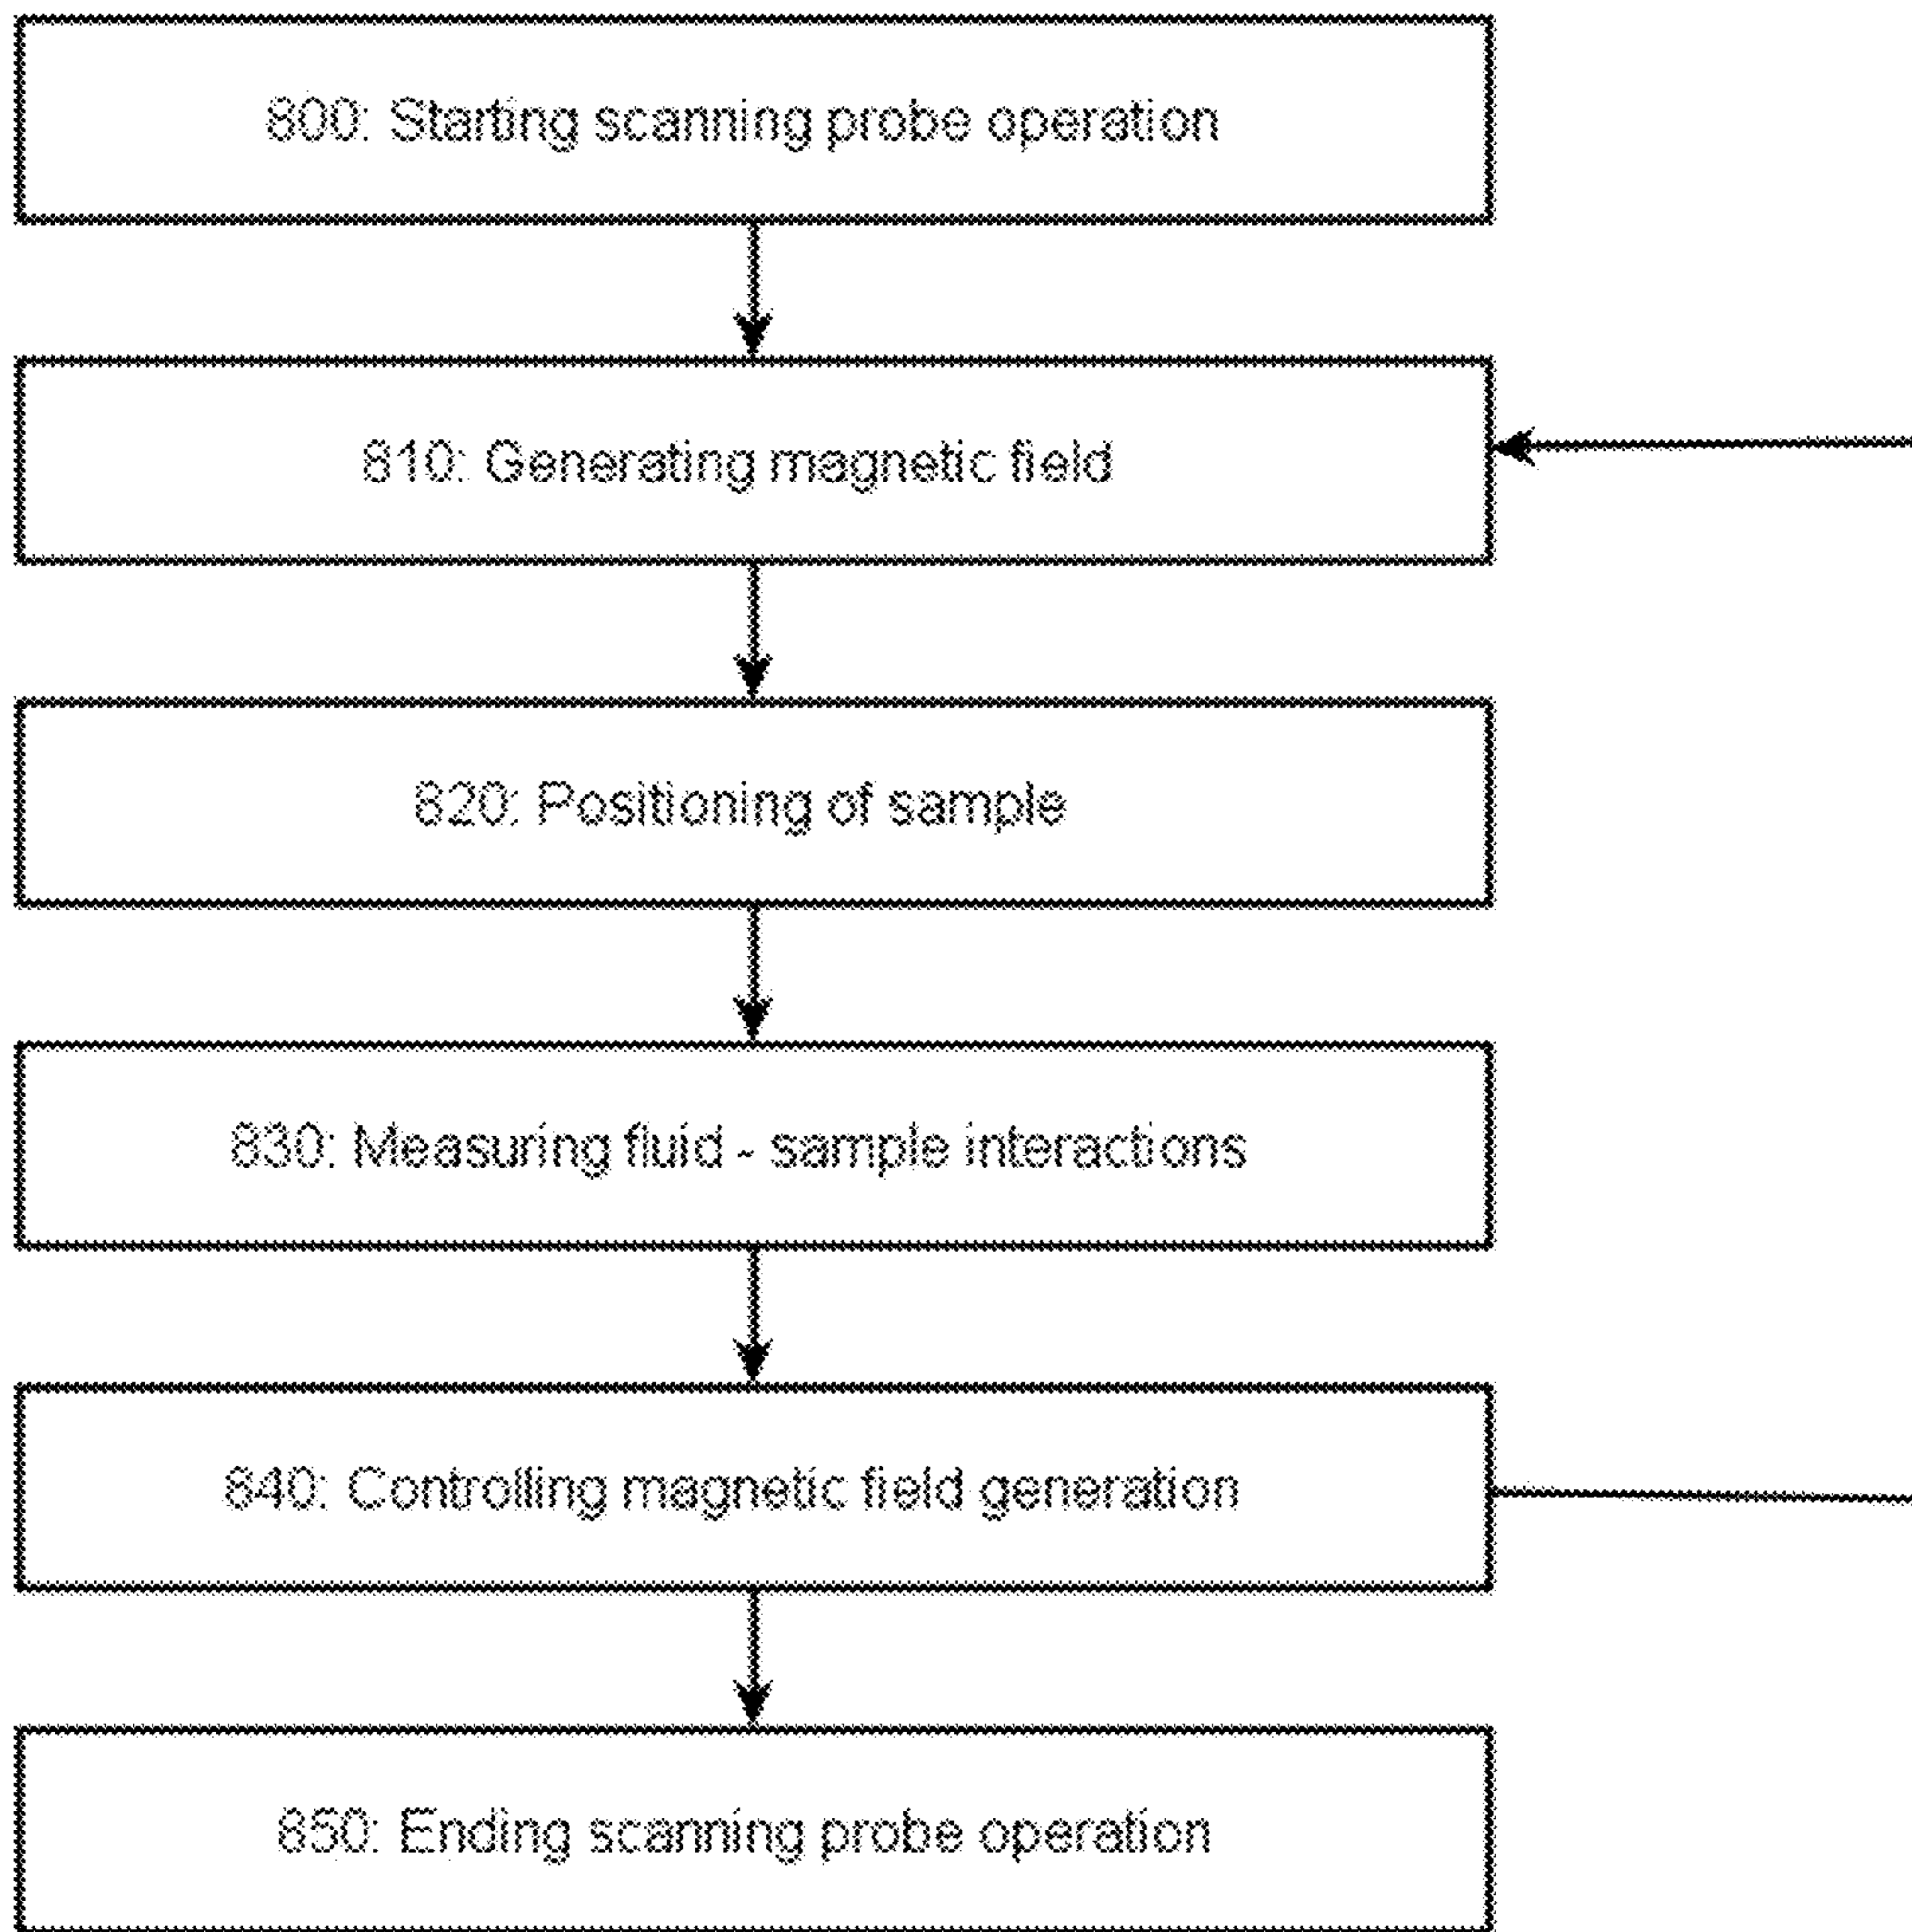 800: Starting scanning probe operation
810: Generating magnetic field
820: Positioning of sample
830: Measuring fluid - sample interactions
840: Controlling magnetic field generation
850: Ending scanning probe operation